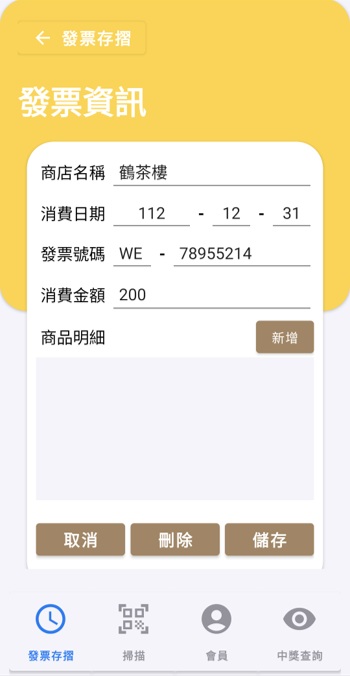 ← 發票存摺
發票資訊
商店名稱 鶴茶樓
消費日期 112 - 12 - 31
發票號碼 WE - 78955214
消費金額 200
商品明細 新增
取消 刪除 儲存
發票存摺 掃描 會員 中獎查詢